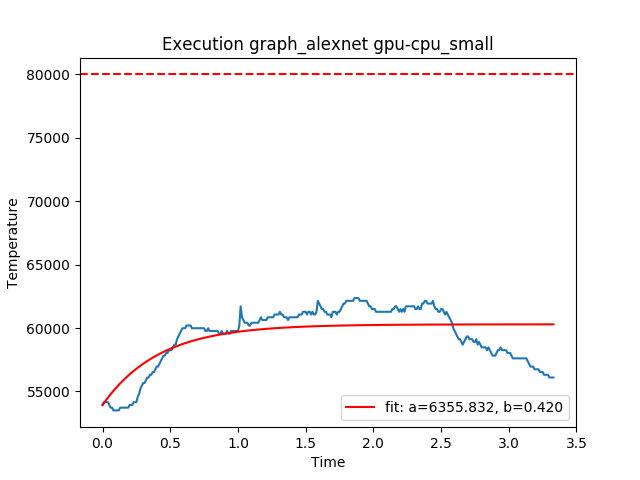 Execution graph_alexnet gpu-cpu_small
80000
75000
70000
65000
60000
55000
Temperature
fit: a=6355.832, b=0.420
0.0 0.5 1.0 1.5 2.0 2.5 3.0 3.5
Time